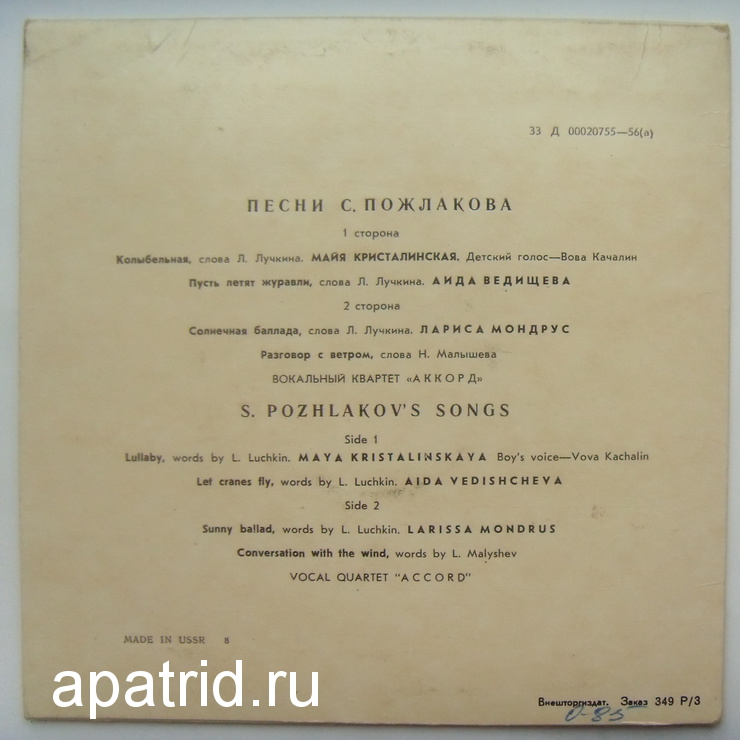 33 Д 00020755—56(а)
ПЕСНИ С. ПОЖЛАКОВА
1 сторона
Колыбельная, слова Л. Лучкина. МАЙЯ КРИСТАЛИНСКАЯ. Детский голос—Вова Качалин
Пусть летят журавли, слова Л. Лучкина. АИДА ВЕДИЩЕВА
2 сторона
Солнечная баллада, слова Л. Лучкина. ЛАРИСА МОНДРУС
Разговор с ветром, слова Н. Малышева
ВОКАЛЬНЫЙ КВАРТЕТ «АККОРД»
S. POZHLAKOV'S SONGS
Side 1
Lullaby, words by L. Luchkin. MAYA KRISTALINSKAYA Boy's voice—Vova Kachalin
Let cranes fly, words by L. Luchkin. AIDA VEDISHCHEVA
Side 2
Sunny ballad, words by L. Luchkin. LARISSA MONDRUS
Conversation with the wind, words by L. Malyshev
VOCAL QUARTET "ACCORD"
MADE IN USSR 8
apatrid.ru
Внешторгиздат. Заказ 349 Р/3
0-85